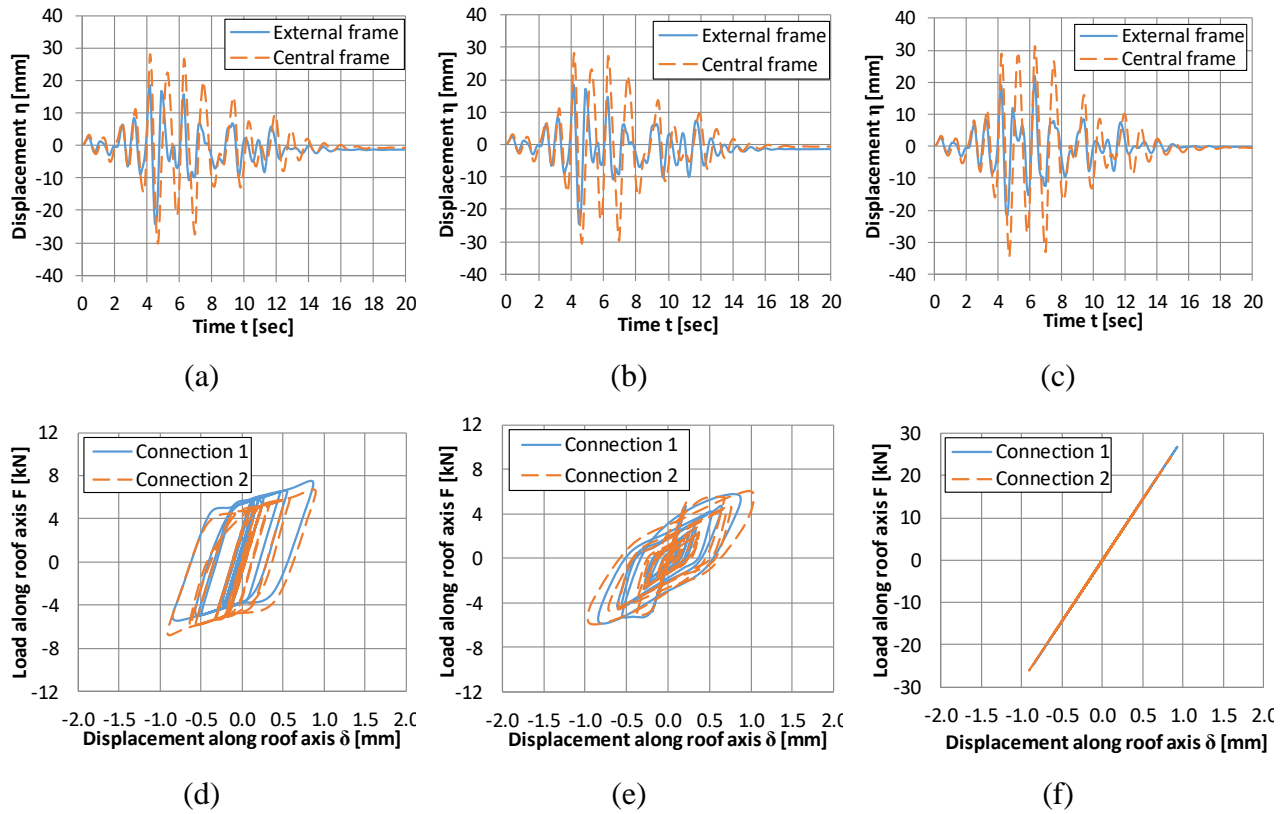 External frame
Central frame
Displacement η [mm]
40
30
20
10
0
-10
-20
-30
-40
0 2 4 6 8 10 12 14 16 18 20
Time t [sec]
(a)
External frame
Central frame
Displacement η [mm]
40
30
20
10
0
-10
-20
-30
-40
0 2 4 6 8 10 12 14 16 18 20
Time t [sec]
(b)
External frame
Central frame
Displacement η [mm]
40
30
20
10
0
-10
-20
-30
-40
0 2 4 6 8 10 12 14 16 18 20
Time t [sec]
(c)
Connection 1
Connection 2
Load along roof axis F [kN]
12
8
4
0
-4
-8
-12
-2.0 -1.5 -1.0 -0.5 0.0 0.5 1.0 1.5 2.0
Displacement along roof axis δ [mm]
(d)
Connection 1
Connection 2
Load along roof axis F [kN]
12
8
4
0
-4
-8
-12
-2.0 -1.5 -1.0 -0.5 0.0 0.5 1.0 1.5 2.0
Displacement along roof axis δ [mm]
(e)
Connection 1
Connection 2
Load along roof axis F [kN]
30
20
10
0
-10
-20
-30
-2.0 -1.5 -1.0 -0.5 0.0 0.5 1.0 1.5 2.0
Displacement along roof axis δ [mm]
(f)